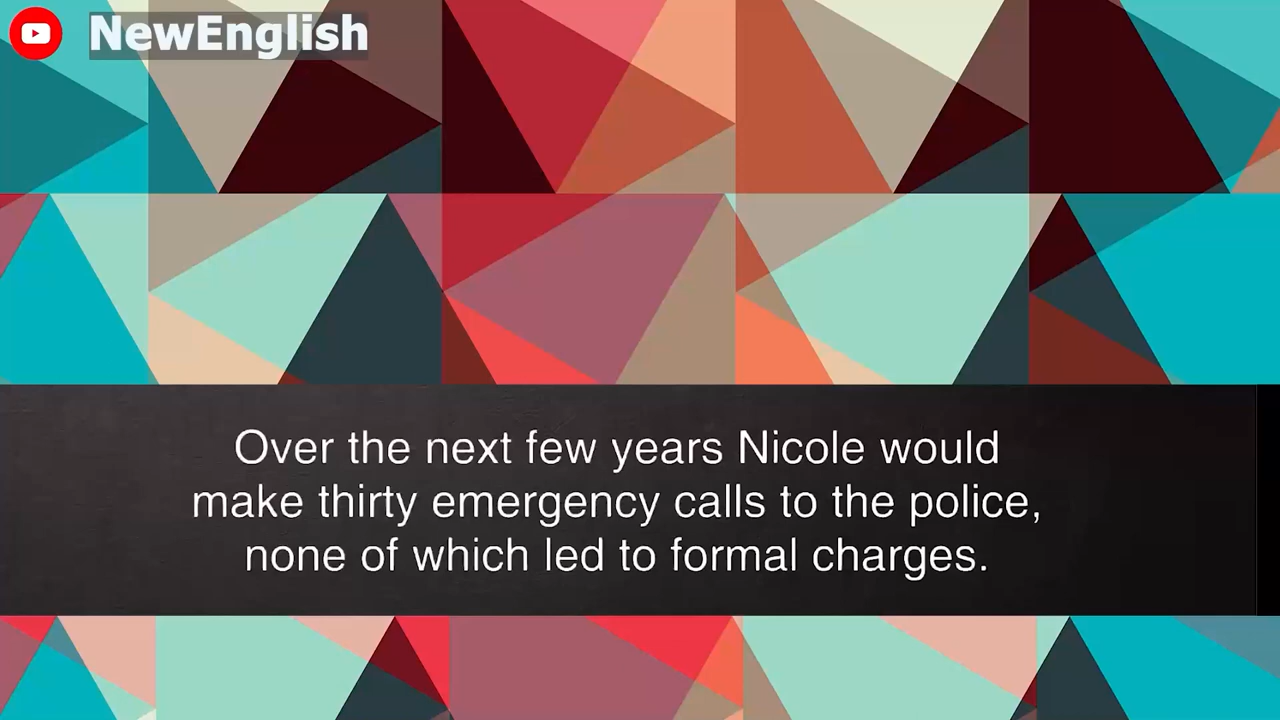 NewEnglish
Over the next few years Nicole would
make thirty emergency calls to the police,
none of which led to formal charges.